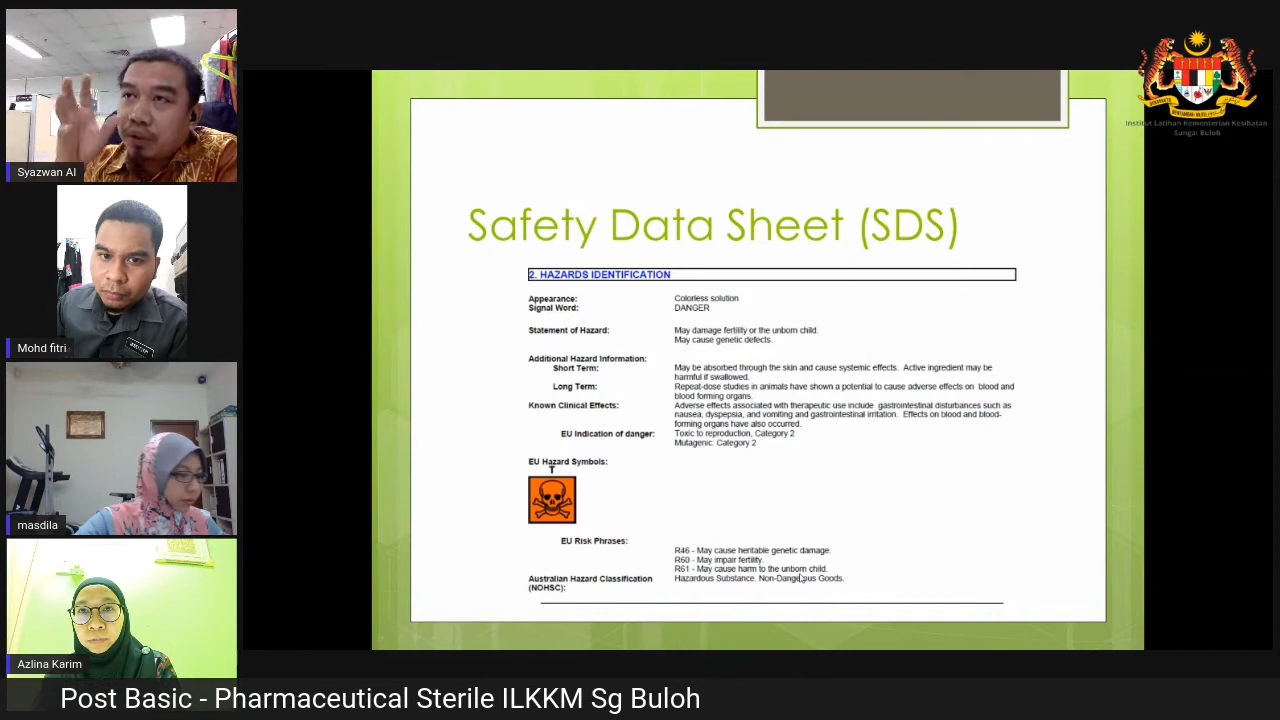 Syazwan Al
Mohd fitri
masdila
Azlina Karim
Institut Latihan Kementerian Kesihatan
Sungai Buloh
Safety Data Sheet (SDS)
2. HAZARDS IDENTIFICATION
Appearance: Colorless solution
Signal Word: DANGER
Statement of Hazard: May damage fertility or the unborn child.
May cause genetic defects.
Additional Hazard Information:
Short Term: May be absorbed through the skin and cause systemic effects. Active ingredient may be
harmful if swallowed.
Long Term: Repeat-dose studies in animals have shown a potential to cause adverse effects on blood and
blood forming organs.
Known Clinical Effects: Adverse effects associated with therapeutic use include gastrointestinal disturbances such as
nausea, dyspepsia, and vomiting and gastrointestinal irritation. Effects on blood and blood-
forming organs have also occurred.
EU Indication of danger: Toxic to reproduction, Category 2
Mutagenic: Category 2
EU Hazard Symbols:
T
EU Risk Phrases:
R46 - May cause heritable genetic damage.
R60 - May impair fertility.
R61 - May cause harm to the unborn child.
Australian Hazard Classification Hazardous Substance. Non-Dangerous Goods.
(NOHSC):
Post Basic - Pharmaceutical Sterile ILKKM Sg Buloh